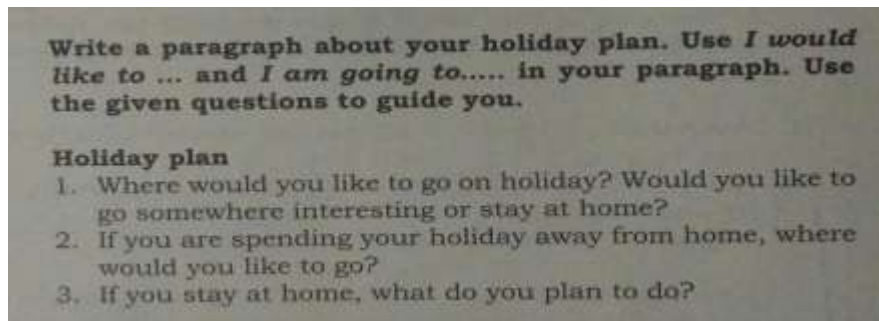 Write a paragraph about your holiday plan. Use I would
like to ... and I am going to..... in your paragraph. Use
the given questions to guide you.
Holiday plan
1. Where would you like to go on holiday? Would you like to
go somewhere interesting or stay at home?
2. If you are spending your holiday away from home, where
would you like to go?
3. If you stay at home, what do you plan to do?